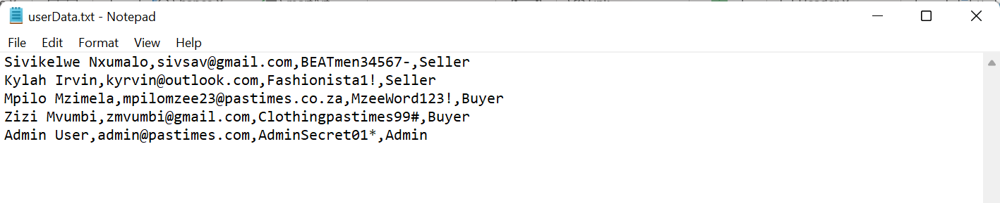 userData.txt - Notepad
File Edit Format View Help
Sivikelwe Nxumalo,sivsav@gmail.com,BEATmen34567-,Seller
Kylah Irvin,kyrvin@outlook.com,Fashionista1!,Seller
Mpilo Mzimela,mpilomzee23@pastimes.co.za,MzeeWord123!,Buyer
Zizi Mvumbi,zmvumbi@gmail.com,Clothingpastimes99#,Buyer
Admin User,admin@pastimes.com,AdminSecret01*,Admin